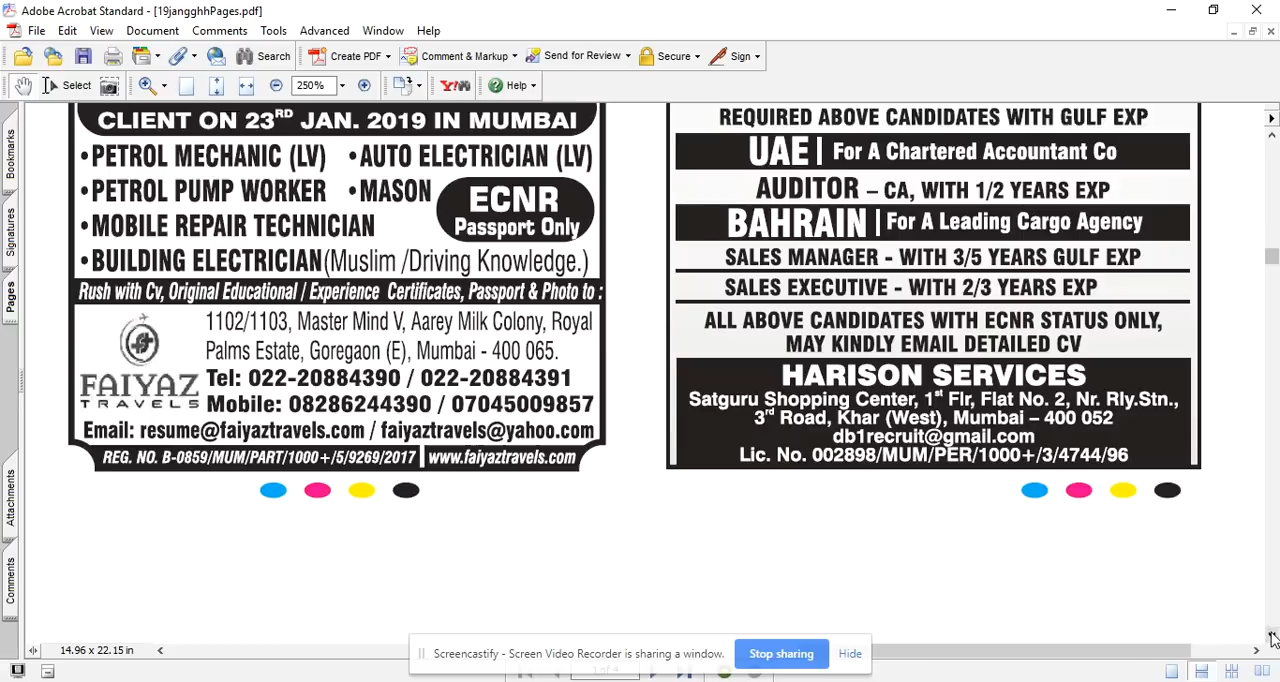 Adobe Acrobat Standard - [19jangghhPages.pdf]
File Edit View Document Comments Tools Advanced Window Help
Search Create PDF Comment & Markup Send for Review Secure Sign
Select 250% Y! Help
Bookmarks
Signatures
Pages
Attachments
Comments
CLIENT ON 23RD JAN. 2019 IN MUMBAI
•PETROL MECHANIC (LV) •AUTO ELECTRICIAN (LV)
•PETROL PUMP WORKER •MASON
•MOBILE REPAIR TECHNICIAN
ECNR
Passport Only
•BUILDING ELECTRICIAN(Muslim /Driving Knowledge.)
Rush with Cv, Original Educational / Experience Certificates, Passport & Photo to :
1102/1103, Master Mind V, Aarey Milk Colony, Royal
Palms Estate, Goregaon (E), Mumbai - 400 065.
FAIYAZ
TRAVELS
Tel: 022-20884390 / 022-20884391
Mobile: 08286244390 / 07045009857
Email: resume@faiyaztravels.com / faiyaztravels@yahoo.com
REG. NO. B-0859/MUM/PART/1000+/5/9269/2017 | www.faiyaztravels.com
REQUIRED ABOVE CANDIDATES WITH GULF EXP
UAE | For A Chartered Accountant Co
AUDITOR – CA, WITH 1/2 YEARS EXP
BAHRAIN | For A Leading Cargo Agency
SALES MANAGER - WITH 3/5 YEARS GULF EXP
SALES EXECUTIVE - WITH 2/3 YEARS EXP
ALL ABOVE CANDIDATES WITH ECNR STATUS ONLY,
MAY KINDLY EMAIL DETAILED CV
HARISON SERVICES
Satguru Shopping Center, 1st Flr, Flat No. 2, Nr. Rly.Stn.,
3rd Road, Khar (West), Mumbai – 400 052
db1recruit@gmail.com
Lic. No. 002898/MUM/PER/1000+/3/4744/96
14.96 x 22.15 in
Screencastify - Screen Video Recorder is sharing a window. Stop sharing Hide
1 of 4